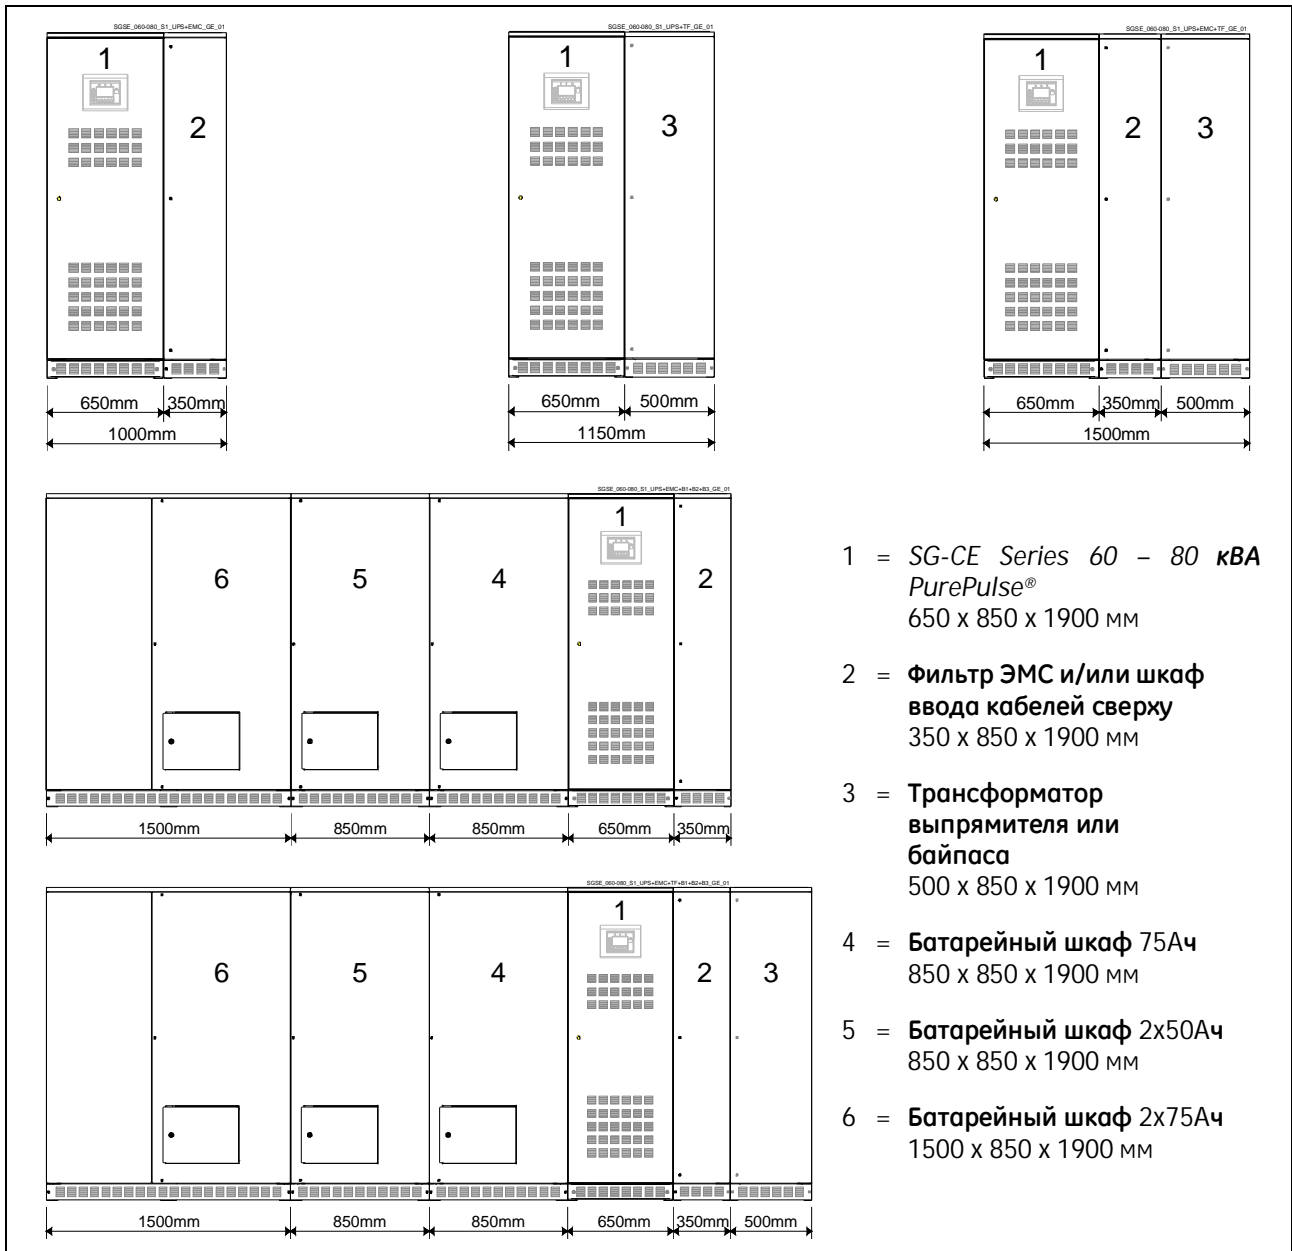 SGSE_060-080_S1_UPS+EMC_GE_01
1
2
650mm
350mm
1000mm
SGSE_060-080_S1_UPS+TF_GE_01
1
3
650mm
500mm
1150mm
SGSE_060-080_S1_UPS+EMC+TF_GE_01
1
2
3
650mm
350mm
500mm
1500mm
SGSE_060-080_S1_UPS+EMC+B1+B2+B3_GE_01
6
5
4
1
2
1500mm
850mm
850mm
650mm
350mm
SGSE_060-080_S1_UPS+EMC+TF+B1+B2+B3_GE_01
6
5
4
1
2
3
1500mm
850mm
850mm
650mm
350mm
500mm
1 = SG-CE Series 60 – 80 кВА
PurePulse®
650 x 850 x 1900 мм
2 = Фильтр ЭМС и/или шкаф
ввода кабелей сверху
350 x 850 x 1900 мм
3 = Трансформатор
выпрямителя или
байпаса
500 x 850 x 1900 мм
4 = Батарейный шкаф 75Ач
850 x 850 x 1900 мм
5 = Батарейный шкаф 2x50Ач
850 x 850 x 1900 мм
6 = Батарейный шкаф 2x75Ач
1500 x 850 x 1900 мм